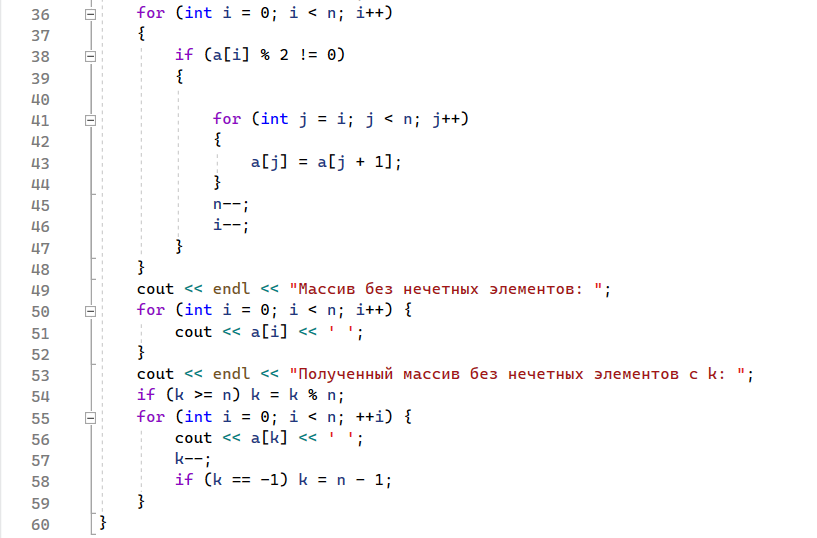 36 for (int i = 0; i < n; i++)
37 {
38 if (a[i] % 2 != 0)
39 {
40
41 for (int j = i; j < n; j++)
42 {
43 a[j] = a[j + 1];
44 }
45 n--;
46 i--;
47 }
48 }
49 cout << endl << "Массив без нечетных элементов: ";
50 for (int i = 0; i < n; i++) {
51 cout << a[i] << ' ';
52 }
53 cout << endl << "Полученный массив без нечетных элементов с k: ";
54 if (k >= n) k = k % n;
55 for (int i = 0; i < n; ++i) {
56 cout << a[k] << ' ';
57 k--;
58 if (k == -1) k = n - 1;
59 }
60 }